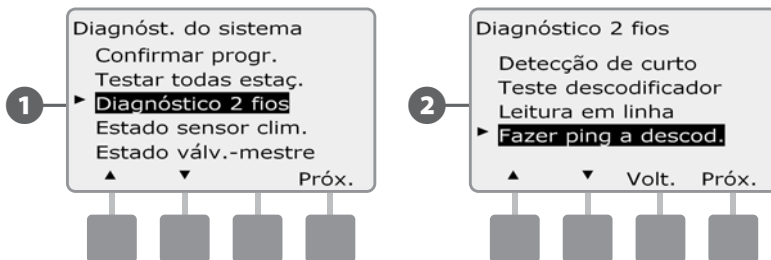 1
Diagnóst. do sistema
Confirmar progr.
Testar todas estaç.
Diagnóstico 2 fios
Estado sensor clim.
Estado válv.-mestre
Próx.
2
Diagnóstico 2 fios
Detecção de curto
Teste descodificador
Leitura em linha
Fazer ping a descod.
Volt. Próx.